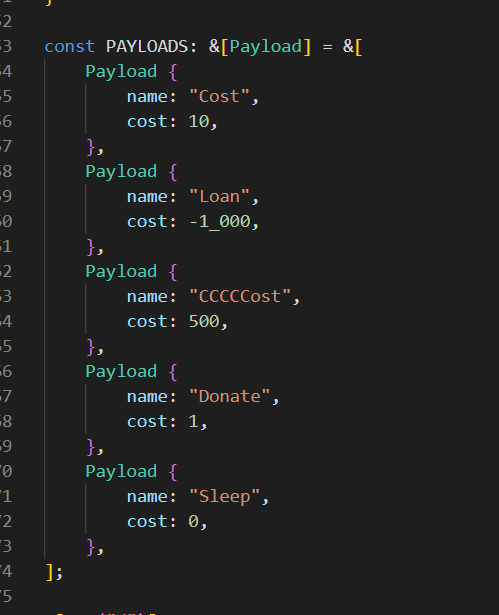 52
53 const PAYLOADS: &[Payload] = &[
54     Payload {
55         name: "Cost",
56         cost: 10,
57     },
58     Payload {
59         name: "Loan",
60         cost: -1_000,
61     },
62     Payload {
63         name: "CCCCCost",
64         cost: 500,
65     },
66     Payload {
67         name: "Donate",
68         cost: 1,
69     },
70     Payload {
71         name: "Sleep",
72         cost: 0,
73     },
74 ];
75